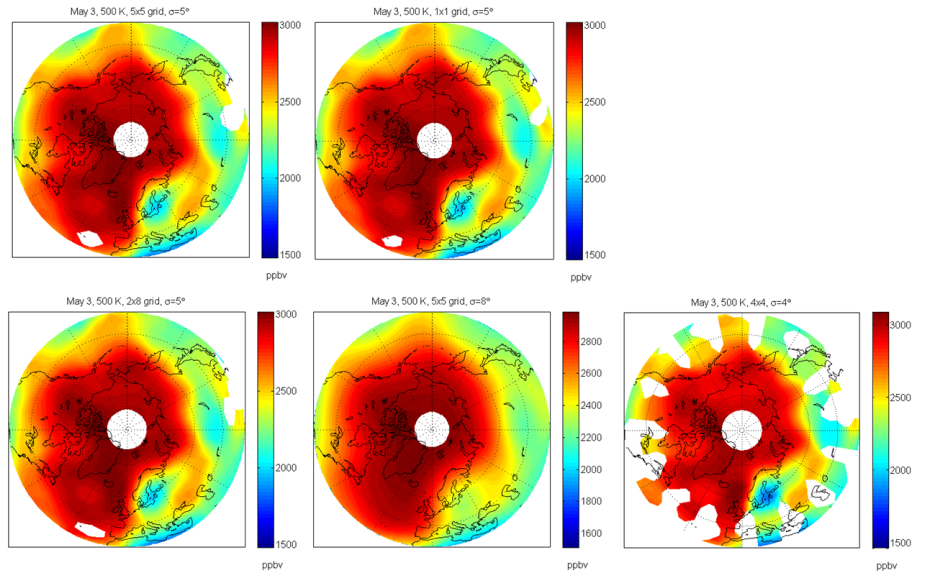 May 3, 500 K, 5x5 grid, σ=5°
3000
2500
2000
1500
ppbv
May 3, 500 K, 1x1 grid, σ=5°
3000
2500
2000
1500
ppbv
May 3, 500 K, 2x8 grid, σ=5°
3000
2500
2000
1500
ppbv
May 3, 500 K, 5x5 grid, σ=8°
2800
2600
2400
2200
2000
1800
1600
ppbv
May 3, 500 K, 4x4, σ=4°
3000
2500
2000
1500
ppbv